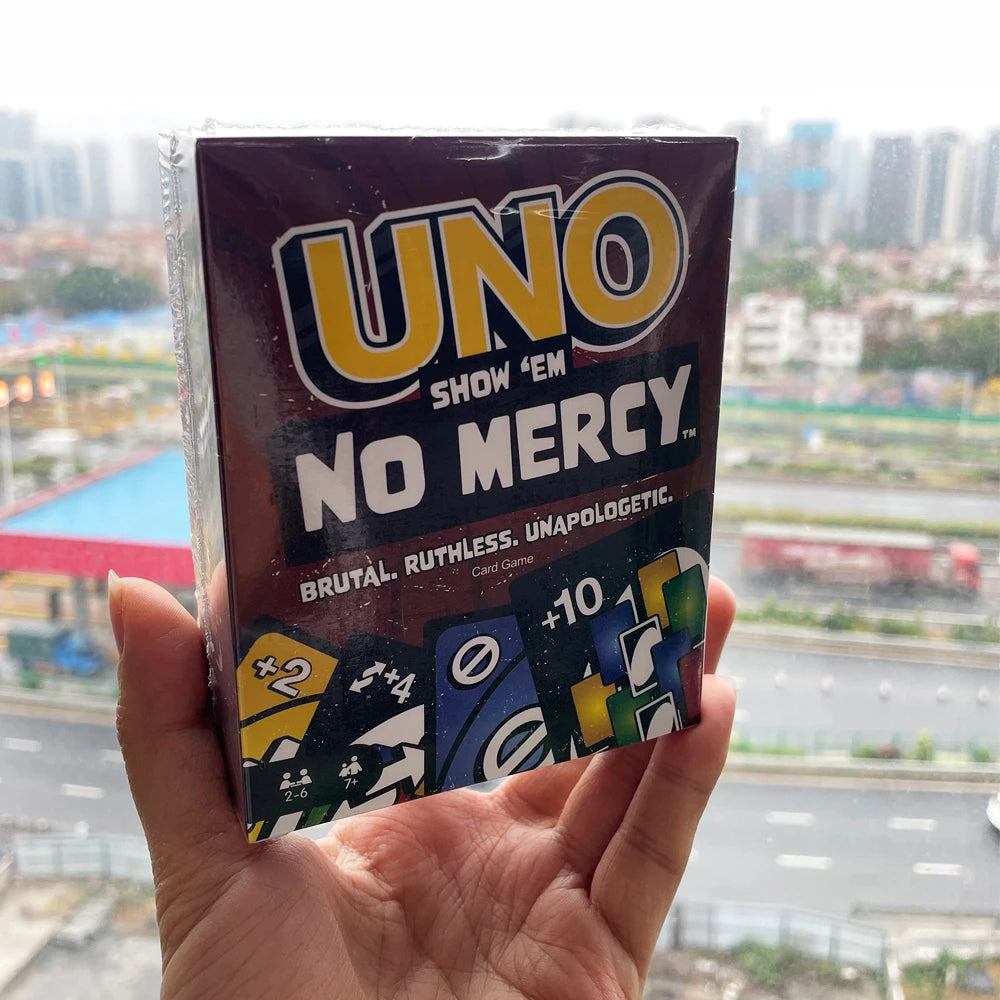 UNO
SHOW ‘EM
NO MERCY™
BRUTAL. RUTHLESS. UNAPOLOGETIC.
Card Game
+10
×2
+4
2-6
7+